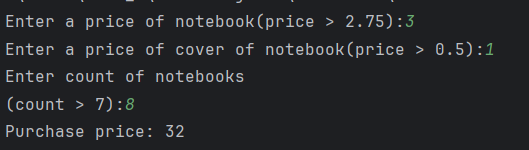 Enter a price of notebook(price > 2.75):3
Enter a price of cover of notebook(price > 0.5):1
Enter count of notebooks
(count > 7):8
Purchase price: 32